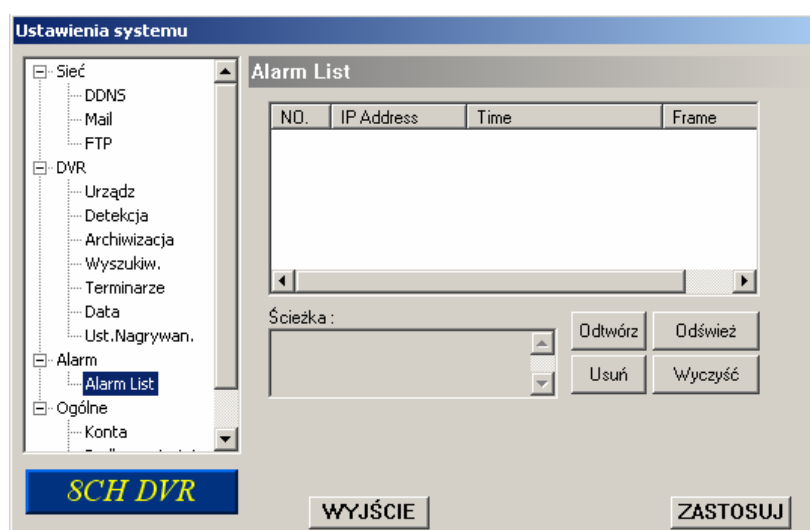 Ustawienia systemu
Sieć
DDNS
Mail
FTP
DVR
Urządz
Detekcja
Archiwizacja
Wyszukiw.
Terminarze
Data
Ust.Nagrywan.
Alarm
Alarm List
Ogólne
Konta
8CH DVR
Alarm List
NO. IP Address Time Frame
Ścieżka :
Odtwórz Odśwież
Usuń Wyczyść
WYJŚCIE ZASTOSUJ